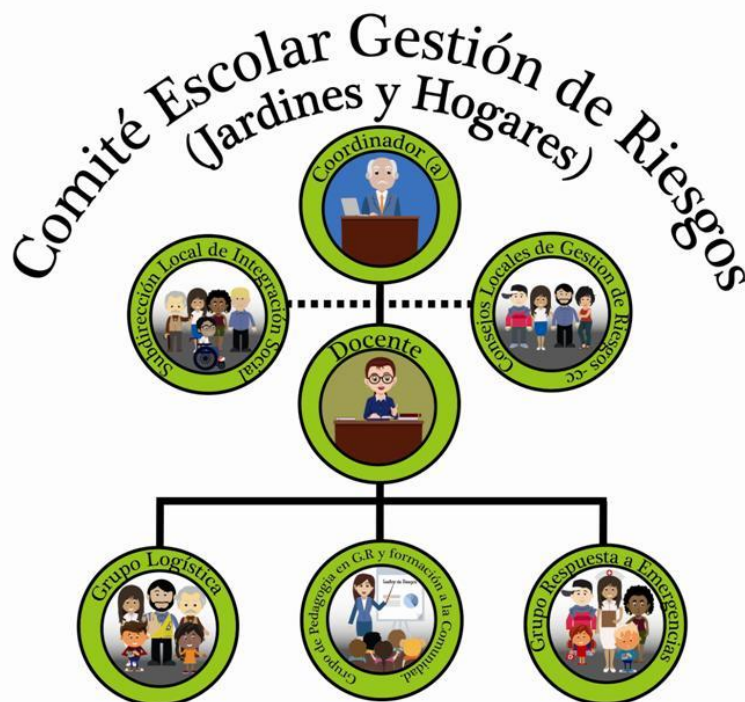 Comité Escolar Gestión de Riesgos
(Jardines y Hogares)
Coordinador (a)
Subdirección Local de Integración Social
Consejos Locales de Gestion de Riesgos -cc
Docente
Grupo Logística
Grupo de Pedagogia en G.R y formación a la Comunidad.
Grupo Respuesta a Emergencias